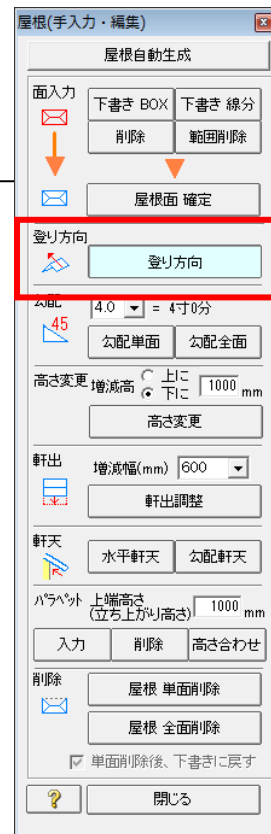 屋根(手入力・編集)
屋根自動生成
面入力
下書き BOX 下書き 線分
削除 範囲削除
屋根面 確定
登り方向
登り方向
勾配
45
4.0 = 4寸0分
勾配単面 勾配全面
高さ変更 増減高 上に 下に 1000 mm
高さ変更
軒出 増減幅(mm) 600
軒出調整
軒天
水平軒天 勾配軒天
パラペット 上端高さ
(立ち上がり高さ) 1000 mm
入力 削除 高さ合わせ
削除
屋根 単面削除
屋根 全面削除
単面削除後、下書きに戻す
? 閉じる